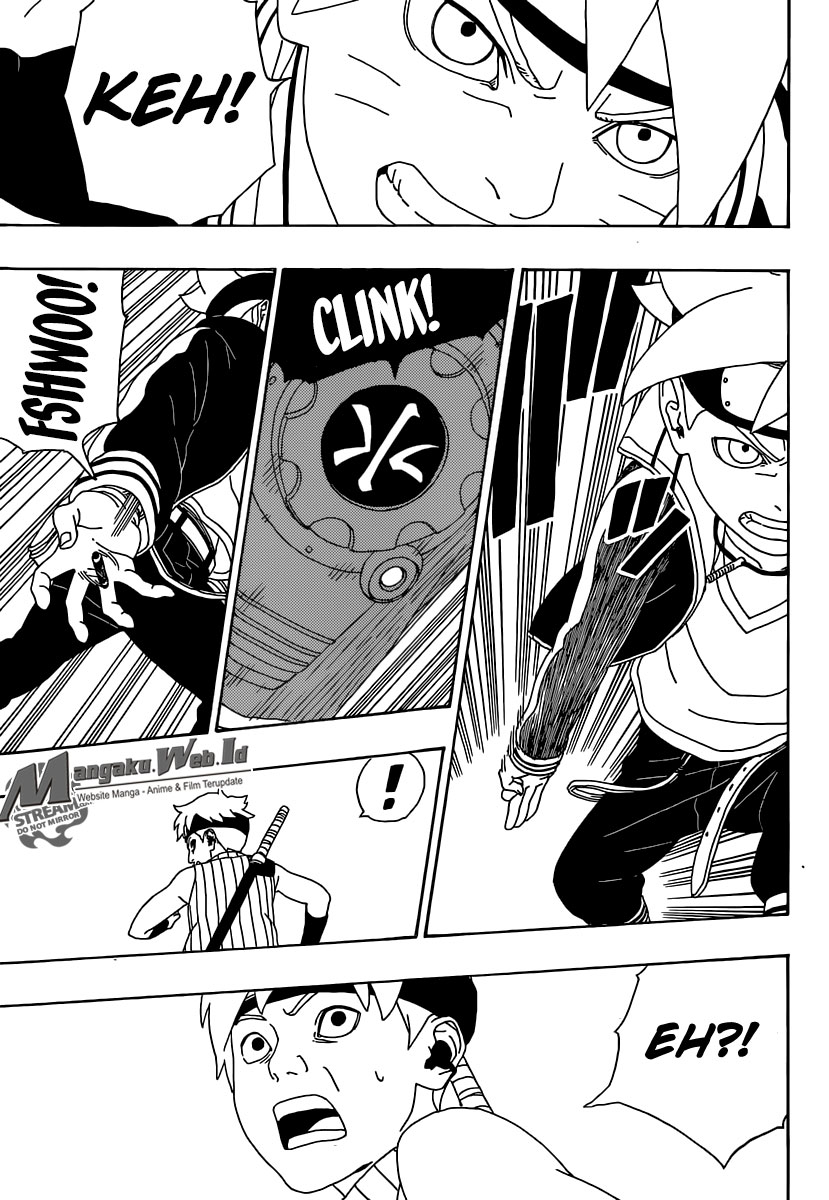 KEH!
CLINK!
FSHWOO!
!
Mangaku.Web.Id
Website Manga - Anime & Film Terupdate
STREAM
DO NOT MIRROR
EH?!